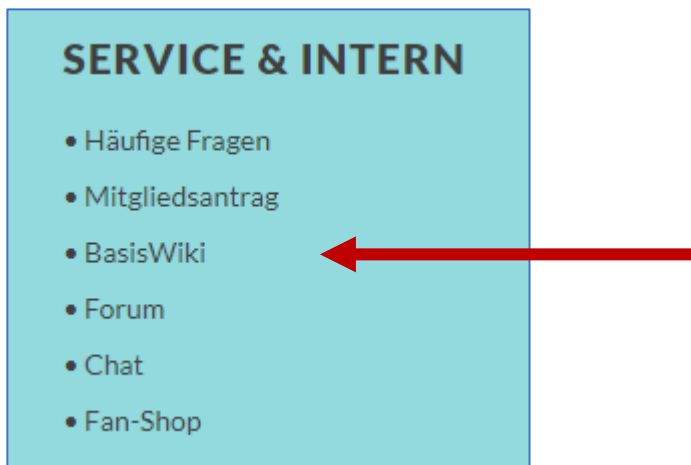 SERVICE & INTERN
• Häufige Fragen
• Mitgliedsantrag
• BasisWiki
• Forum
• Chat
• Fan-Shop